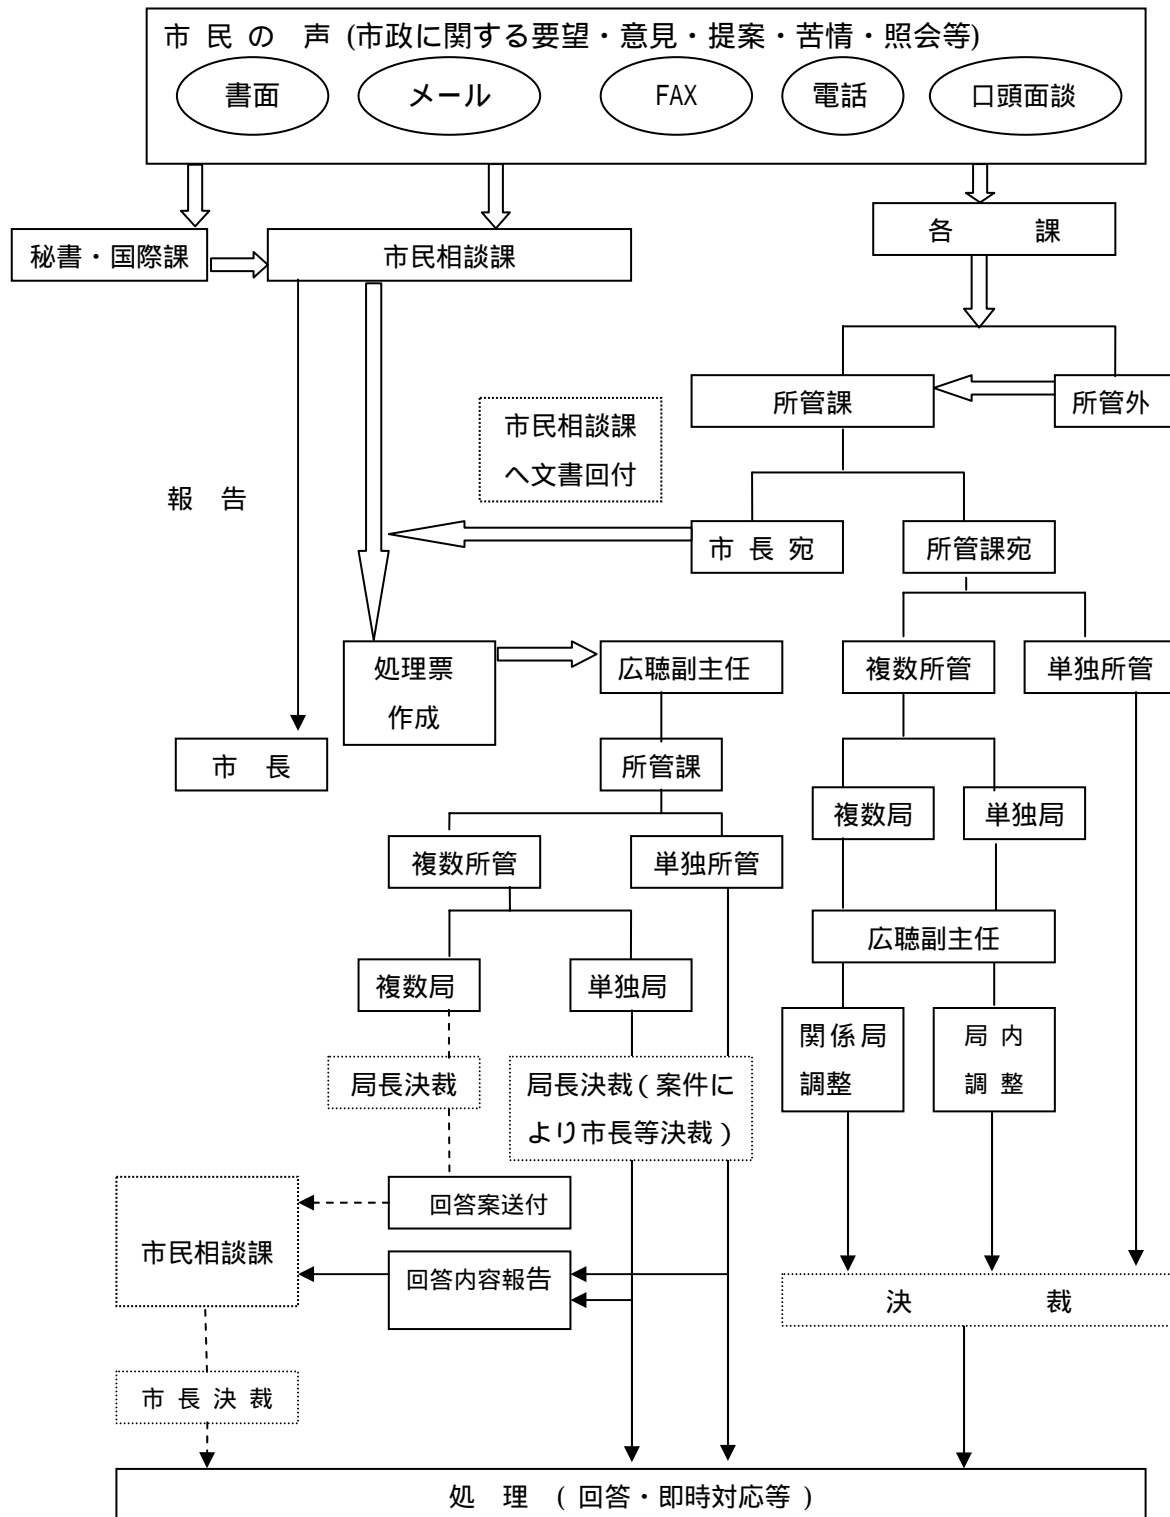 市 民 の　声 (市政に関する要望・意見・提案・苦情・照会等)
書面
メール
FAX
電話
口頭面談
秘書・国際課
市民相談課
各　　課
所管課
所管外
市民相談課
へ文書回付
報　告
市 長 宛
所管課宛
処理票
作成
広聴副主任
複数所管
単独所管
市　長
所管課
複数局
単独局
複数所管
単独所管
広聴副主任
複数局
単独局
関係局
調整
局 内
調 整
局長決裁
局長決裁(案件に
より市長等決裁)
回答案送付
市民相談課
回答内容報告
決　　　　裁
市 長 決 裁
処　理　( 回答・即時対応等 )